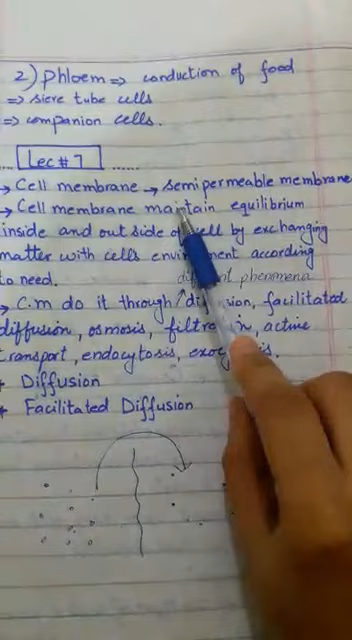 2) Phloem => conduction of food
=> sieve tube cells
=> companion cells.
Lec # 7
→ Cell membrane → semipermeable membrane
→ Cell membrane maintain equilibrium
inside and out side of cell by exchanging
matter with cells environment according
to need.
phenomena
→ C.m do it through diffusion, facilitated
diffusion, osmosis, filtration, active
transport, endocytosis, exocytosis.
Diffusion
Facilitated Diffusion